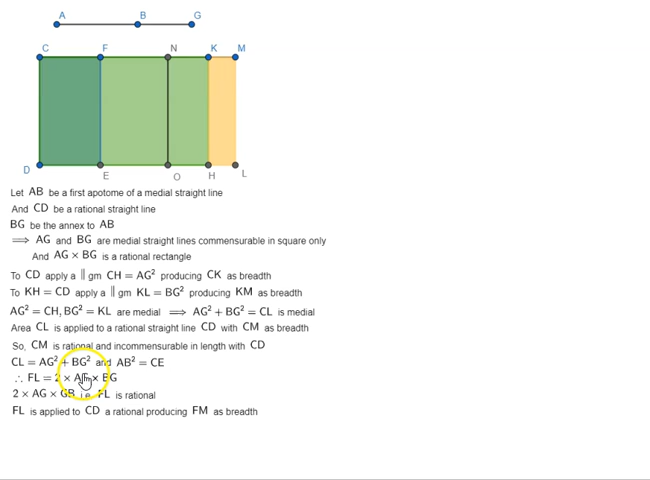 A B G
C F N K M
D E O H L
Let AB be a first apotome of a medial straight line
And CD be a rational straight line
BG be the annex to AB
⟹ AG and BG are medial straight lines commensurable in square only
And AG × BG is a rational rectangle
To CD apply a ∥ gm CH = AG² producing CK as breadth
To KH = CD apply a ∥ gm KL = BG² producing KM as breadth
AG² = CH, BG² = KL are medial ⟹ AG² + BG² = CL is medial
Area CL is applied to a rational straight line CD with CM as breadth
So, CM is rational and incommensurable in length with CD
CL = AG² + BG² and AB² = CE
∴ FL = 2 × AG × BG
2 × AG × GB i.e. FL is rational
FL is applied to CD a rational producing FM as breadth